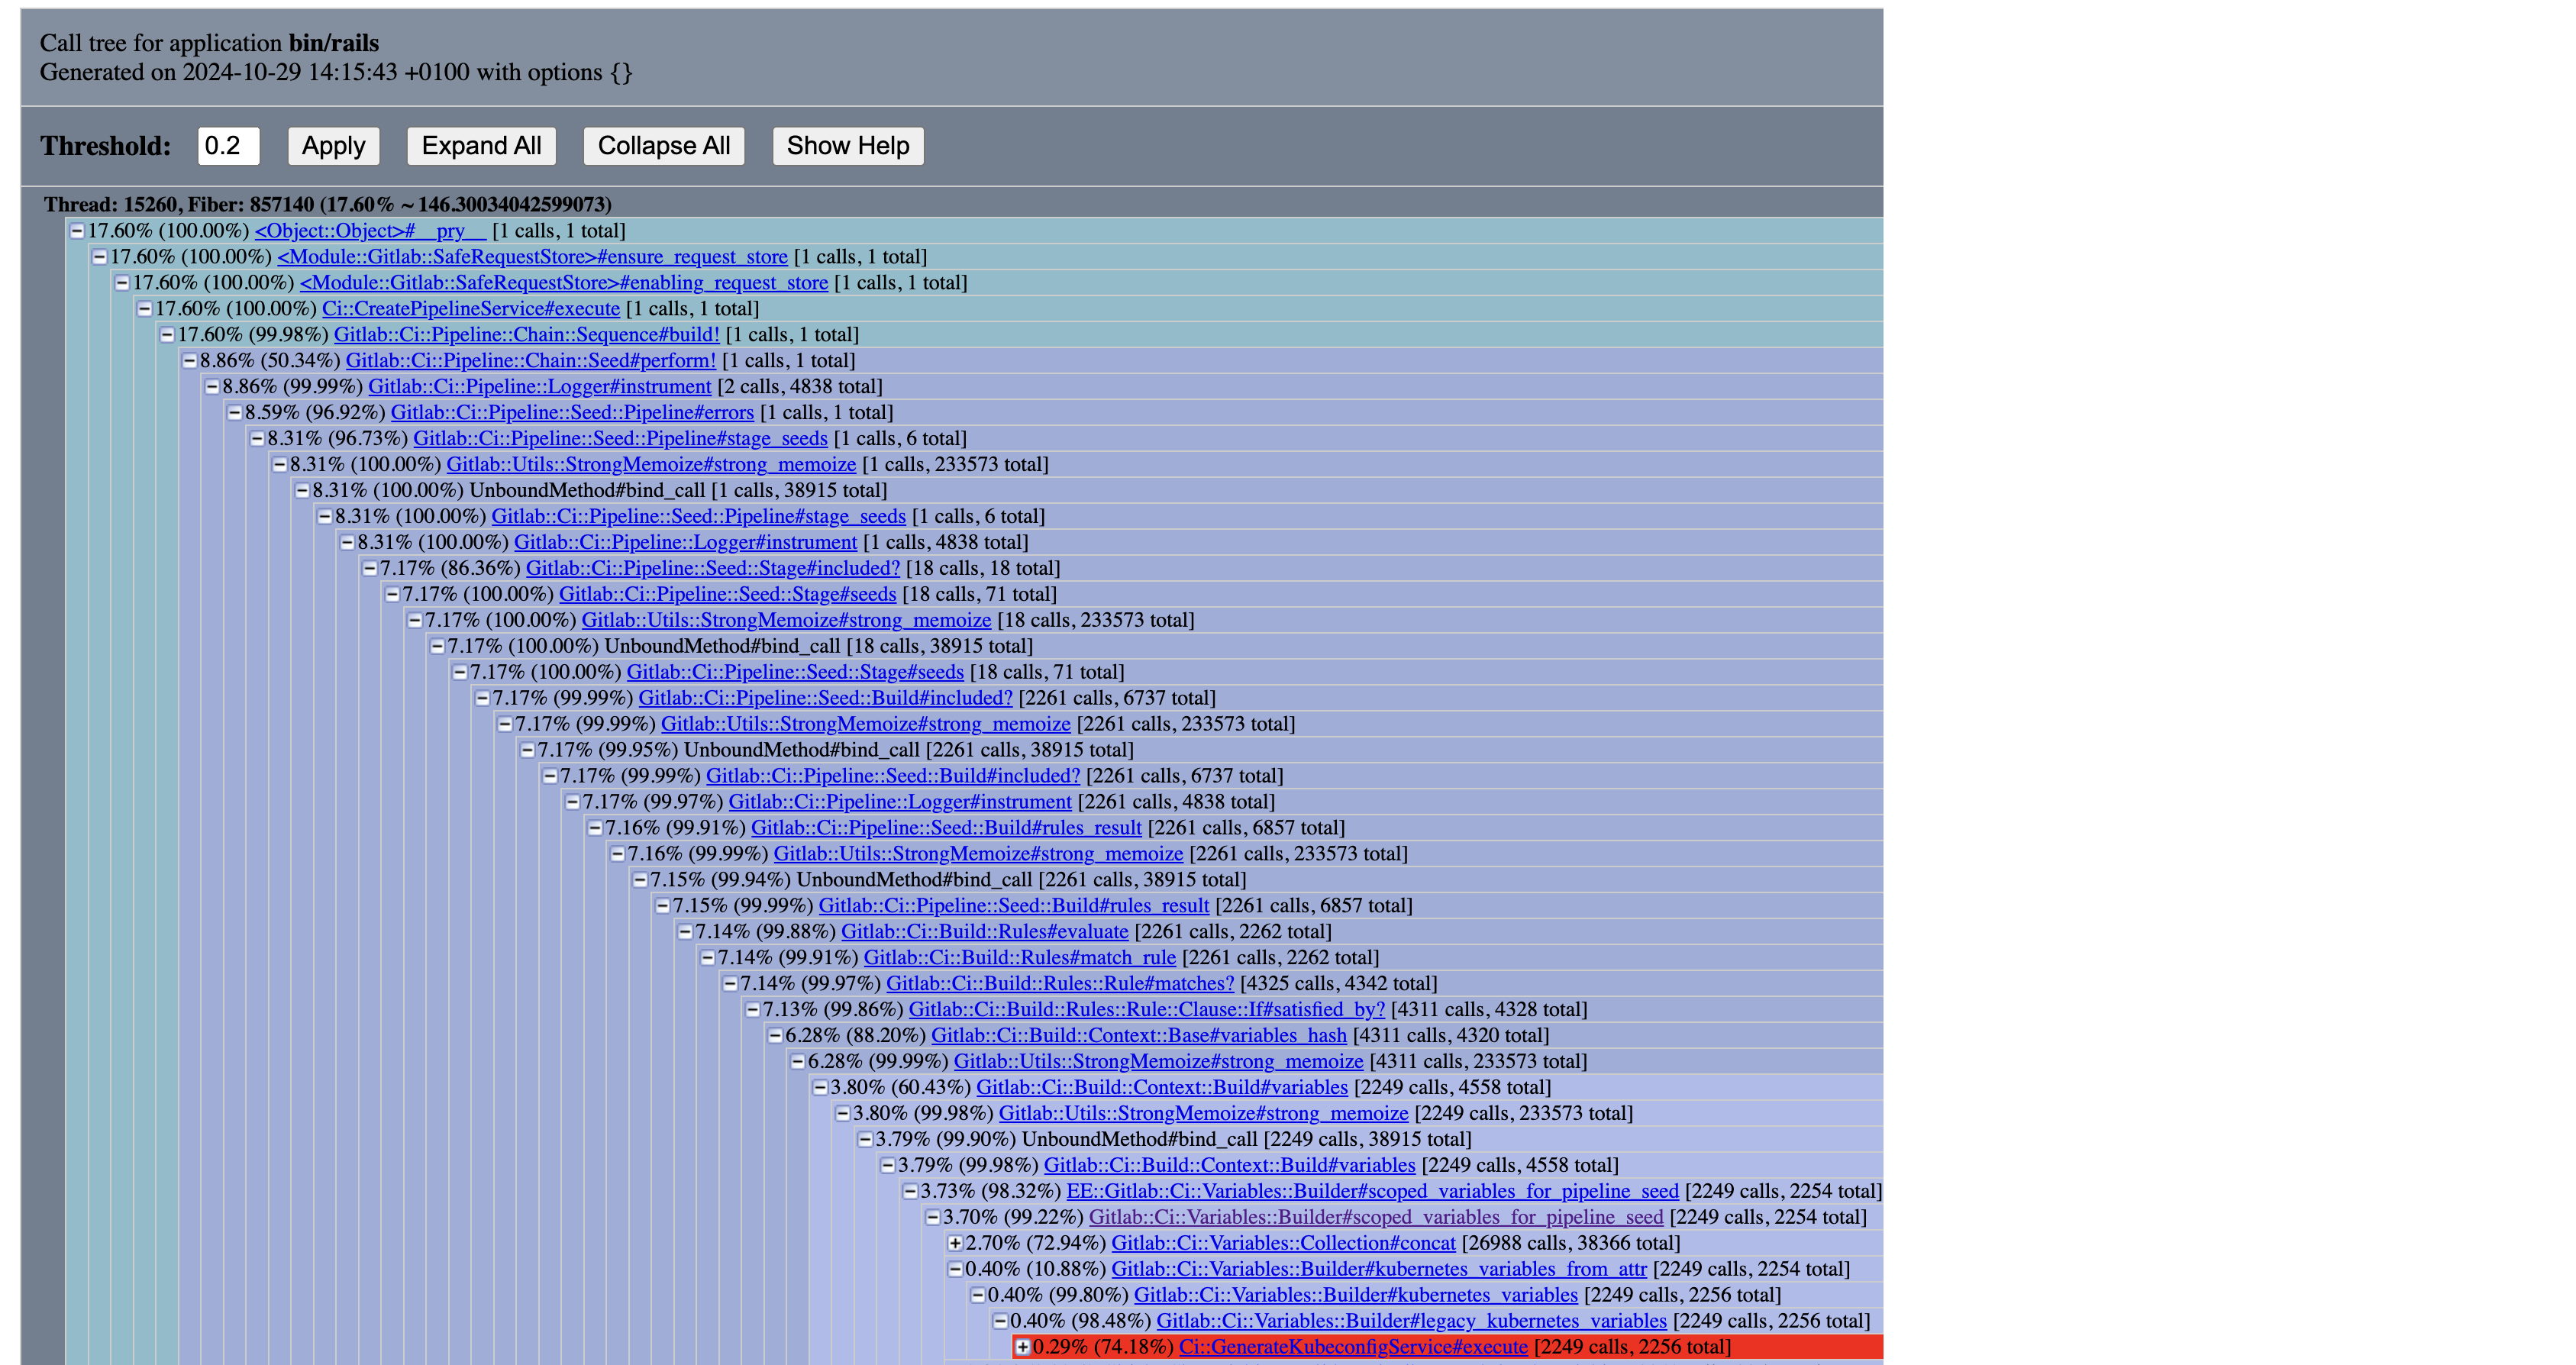 Call tree for application bin/rails
Generated on 2024-10-29 14:15:43 +0100 with options {}
Threshold: 0.2 Apply Expand All Collapse All Show Help
Thread: 15260, Fiber: 857140 (17.60% ~ 146.30034042599073)
17.60% (100.00%) <Object::Object>#__pry__ [1 calls, 1 total]
17.60% (100.00%) <Module::Gitlab::SafeRequestStore>#ensure_request_store [1 calls, 1 total]
17.60% (100.00%) <Module::Gitlab::SafeRequestStore>#enabling_request_store [1 calls, 1 total]
17.60% (100.00%) Ci::CreatePipelineService#execute [1 calls, 1 total]
17.60% (99.98%) Gitlab::Ci::Pipeline::Chain::Sequence#build! [1 calls, 1 total]
8.86% (50.34%) Gitlab::Ci::Pipeline::Chain::Seed#perform! [1 calls, 1 total]
8.86% (99.99%) Gitlab::Ci::Pipeline::Logger#instrument [2 calls, 4838 total]
8.59% (96.92%) Gitlab::Ci::Pipeline::Seed::Pipeline#errors [1 calls, 1 total]
8.31% (96.73%) Gitlab::Ci::Pipeline::Seed::Pipeline#stage_seeds [1 calls, 6 total]
8.31% (100.00%) Gitlab::Utils::StrongMemoize#strong_memoize [1 calls, 233573 total]
8.31% (100.00%) UnboundMethod#bind_call [1 calls, 38915 total]
8.31% (100.00%) Gitlab::Ci::Pipeline::Seed::Pipeline#stage_seeds [1 calls, 6 total]
8.31% (100.00%) Gitlab::Ci::Pipeline::Logger#instrument [1 calls, 4838 total]
7.17% (86.36%) Gitlab::Ci::Pipeline::Seed::Stage#included? [18 calls, 18 total]
7.17% (100.00%) Gitlab::Ci::Pipeline::Seed::Stage#seeds [18 calls, 71 total]
7.17% (100.00%) Gitlab::Utils::StrongMemoize#strong_memoize [18 calls, 233573 total]
7.17% (100.00%) UnboundMethod#bind_call [18 calls, 38915 total]
7.17% (100.00%) Gitlab::Ci::Pipeline::Seed::Stage#seeds [18 calls, 71 total]
7.17% (99.99%) Gitlab::Ci::Pipeline::Seed::Build#included? [2261 calls, 6737 total]
7.17% (99.99%) Gitlab::Utils::StrongMemoize#strong_memoize [2261 calls, 233573 total]
7.17% (99.95%) UnboundMethod#bind_call [2261 calls, 38915 total]
7.17% (99.99%) Gitlab::Ci::Pipeline::Seed::Build#included? [2261 calls, 6737 total]
7.17% (99.97%) Gitlab::Ci::Pipeline::Logger#instrument [2261 calls, 4838 total]
7.16% (99.91%) Gitlab::Ci::Pipeline::Seed::Build#rules_result [2261 calls, 6857 total]
7.16% (99.99%) Gitlab::Utils::StrongMemoize#strong_memoize [2261 calls, 233573 total]
7.15% (99.94%) UnboundMethod#bind_call [2261 calls, 38915 total]
7.15% (99.99%) Gitlab::Ci::Pipeline::Seed::Build#rules_result [2261 calls, 6857 total]
7.14% (99.88%) Gitlab::Ci::Build::Rules#evaluate [2261 calls, 2262 total]
7.14% (99.91%) Gitlab::Ci::Build::Rules#match_rule [2261 calls, 2262 total]
7.14% (99.97%) Gitlab::Ci::Build::Rules::Rule#matches? [4325 calls, 4342 total]
7.13% (99.86%) Gitlab::Ci::Build::Rules::Rule::Clause::If#satisfied_by? [4311 calls, 4328 total]
6.28% (88.20%) Gitlab::Ci::Build::Context::Base#variables_hash [4311 calls, 4320 total]
6.28% (99.99%) Gitlab::Utils::StrongMemoize#strong_memoize [4311 calls, 233573 total]
3.80% (60.43%) Gitlab::Ci::Build::Context::Build#variables [2249 calls, 4558 total]
3.80% (99.98%) Gitlab::Utils::StrongMemoize#strong_memoize [2249 calls, 233573 total]
3.79% (99.90%) UnboundMethod#bind_call [2249 calls, 38915 total]
3.79% (99.98%) Gitlab::Ci::Build::Context::Build#variables [2249 calls, 4558 total]
3.73% (98.32%) EE::Gitlab::Ci::Variables::Builder#scoped_variables_for_pipeline_seed [2249 calls, 2254 total]
3.70% (99.22%) Gitlab::Ci::Variables::Builder#scoped_variables_for_pipeline_seed [2249 calls, 2254 total]
2.70% (72.94%) Gitlab::Ci::Variables::Collection#concat [26988 calls, 38366 total]
0.40% (10.88%) Gitlab::Ci::Variables::Builder#kubernetes_variables_from_attr [2249 calls, 2254 total]
0.40% (99.80%) Gitlab::Ci::Variables::Builder#kubernetes_variables [2249 calls, 2256 total]
0.40% (98.48%) Gitlab::Ci::Variables::Builder#legacy_kubernetes_variables [2249 calls, 2256 total]
0.29% (74.18%) Ci::GenerateKubeconfigService#execute [2249 calls, 2256 total]